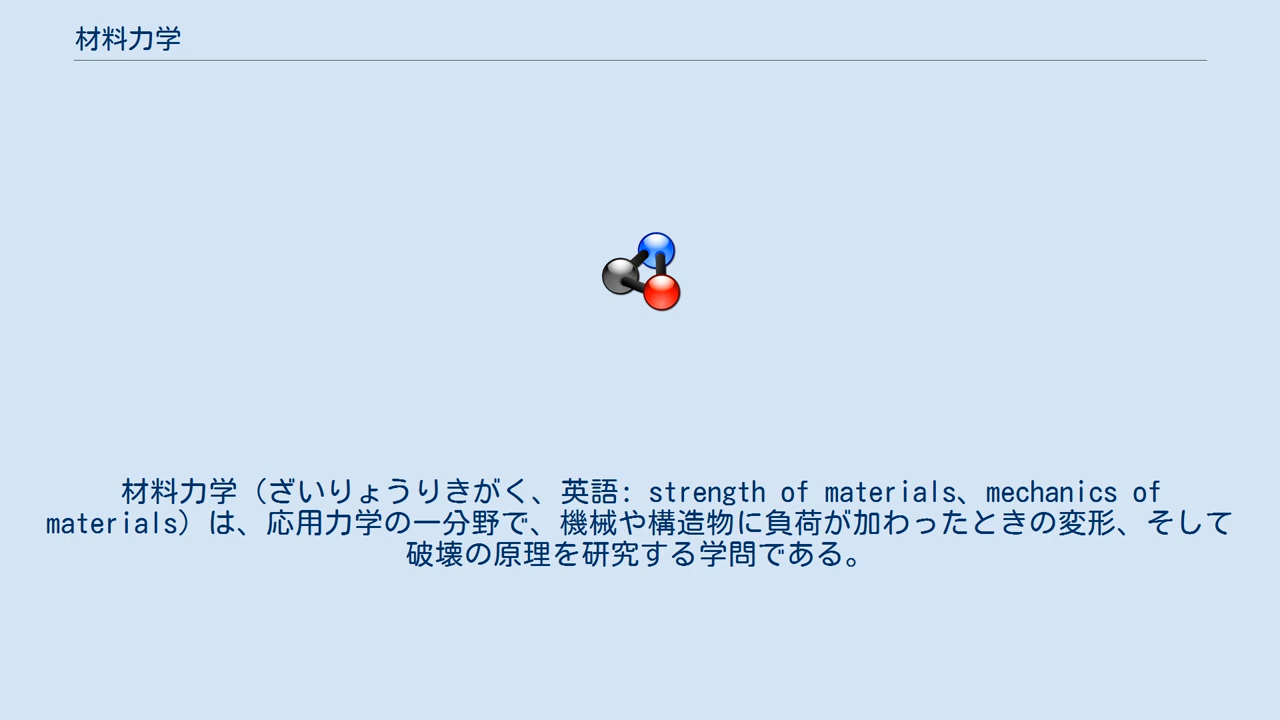 材料力学
材料力学（ざいりょうりきがく、英語: strength of materials、mechanics of
materials）は、応用力学の一分野で、機械や構造物に負荷が加わったときの変形、そして
破壊の原理を研究する学問である。